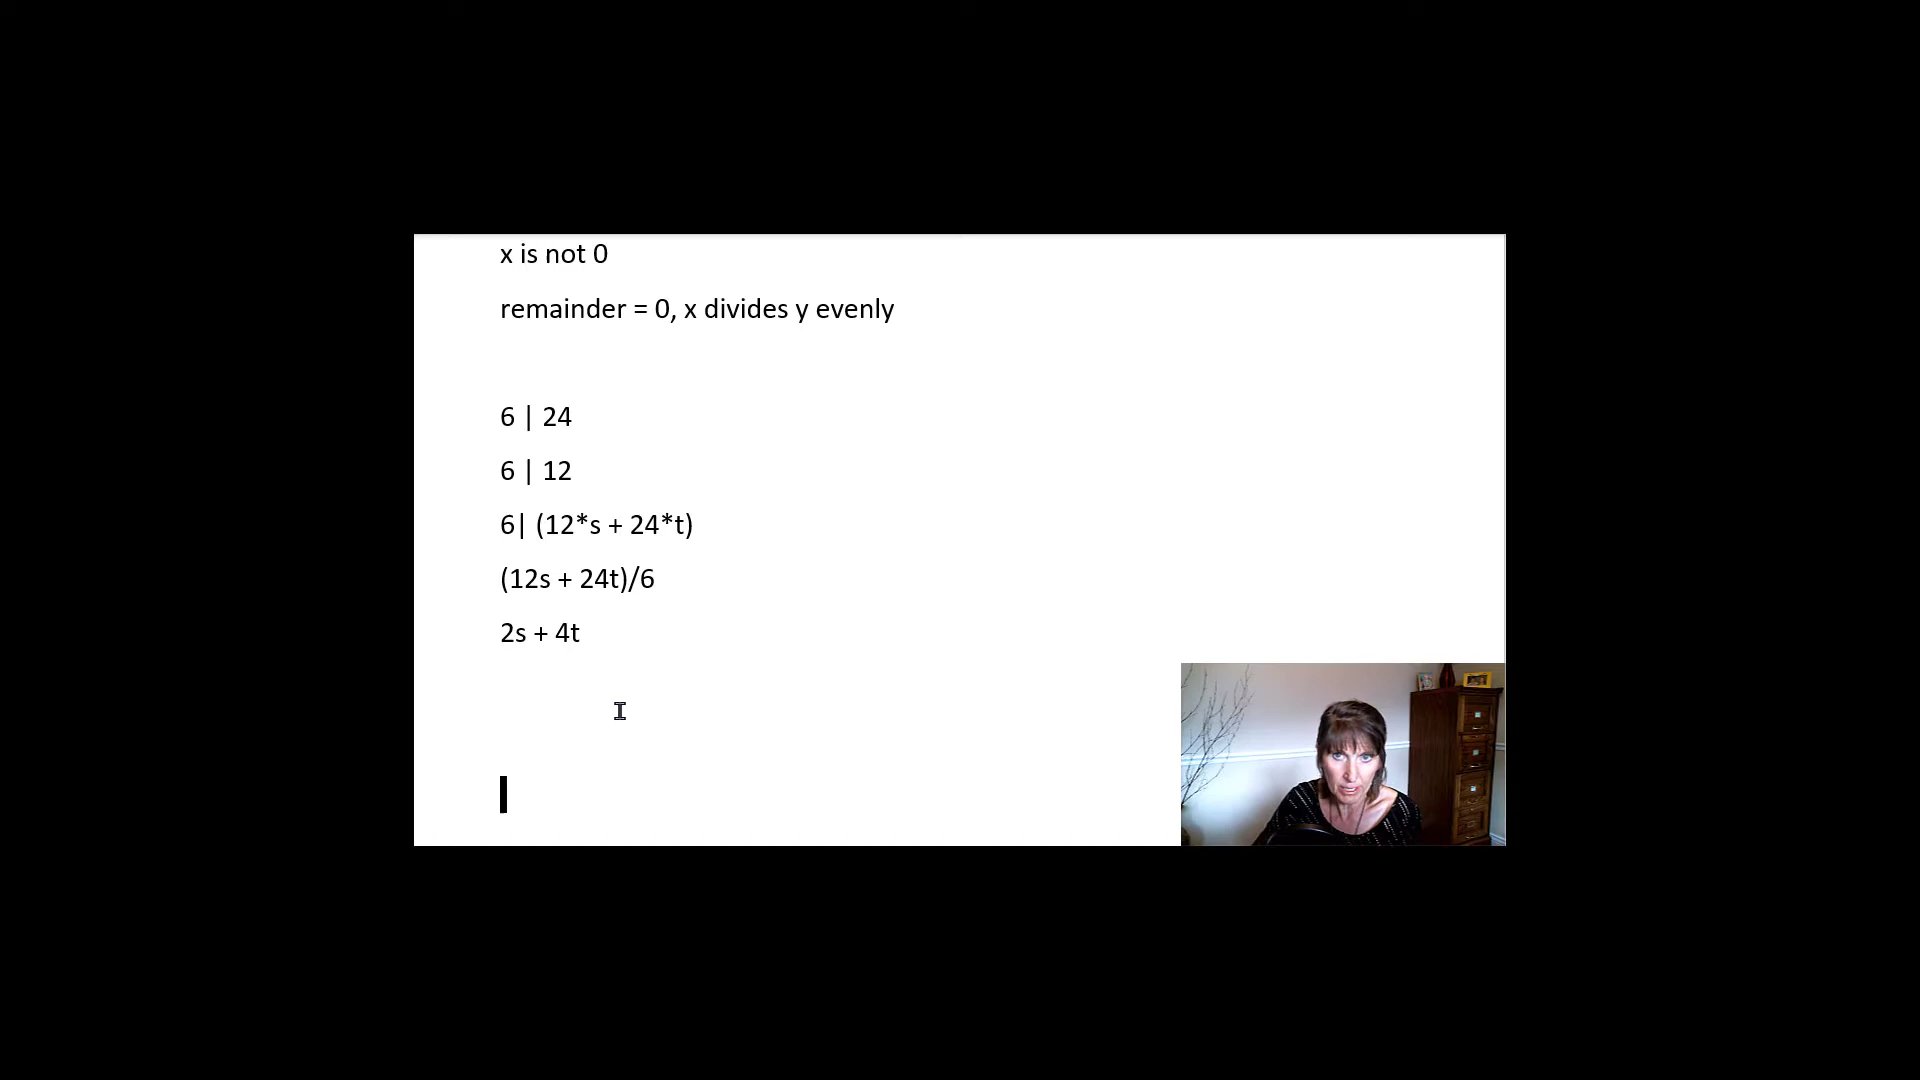 x is not 0
remainder = 0, x divides y evenly
6 | 24
6 | 12
6| (12*s + 24*t)
(12s + 24t)/6
2s + 4t